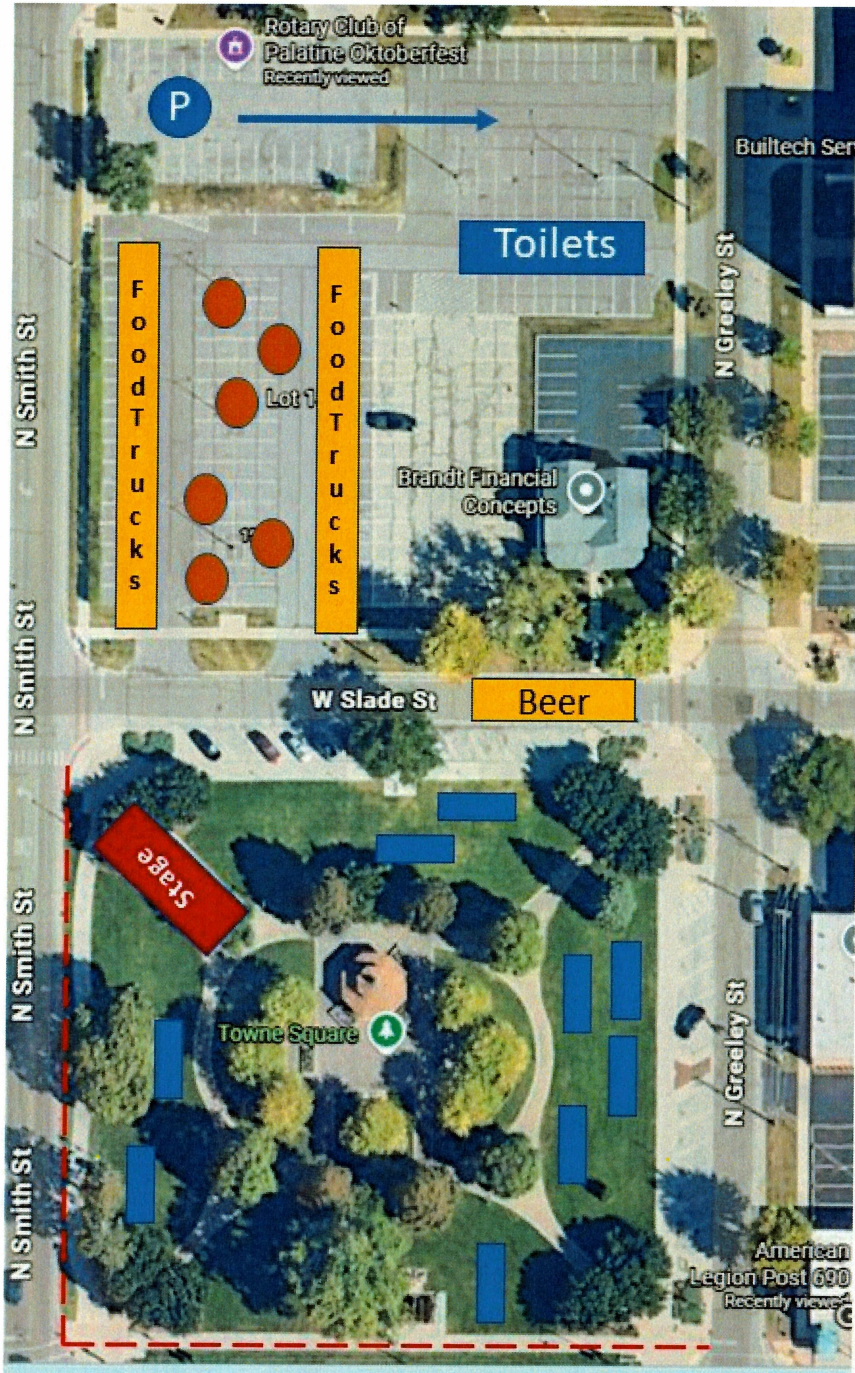 Rotary Club of
Palatine Oktoberfest
Recently viewed
P
Builtech Ser
Toilets
N Greeley St
N Smith St
FoodTrucks
FoodTrucks
Lot 1
Brandt Financial
Concepts
N Smith St
W Slade St
Beer
Stage
N Smith St
Towne Square
N Greeley St
N Smith St
American
Legion Post 690
Recently viewed